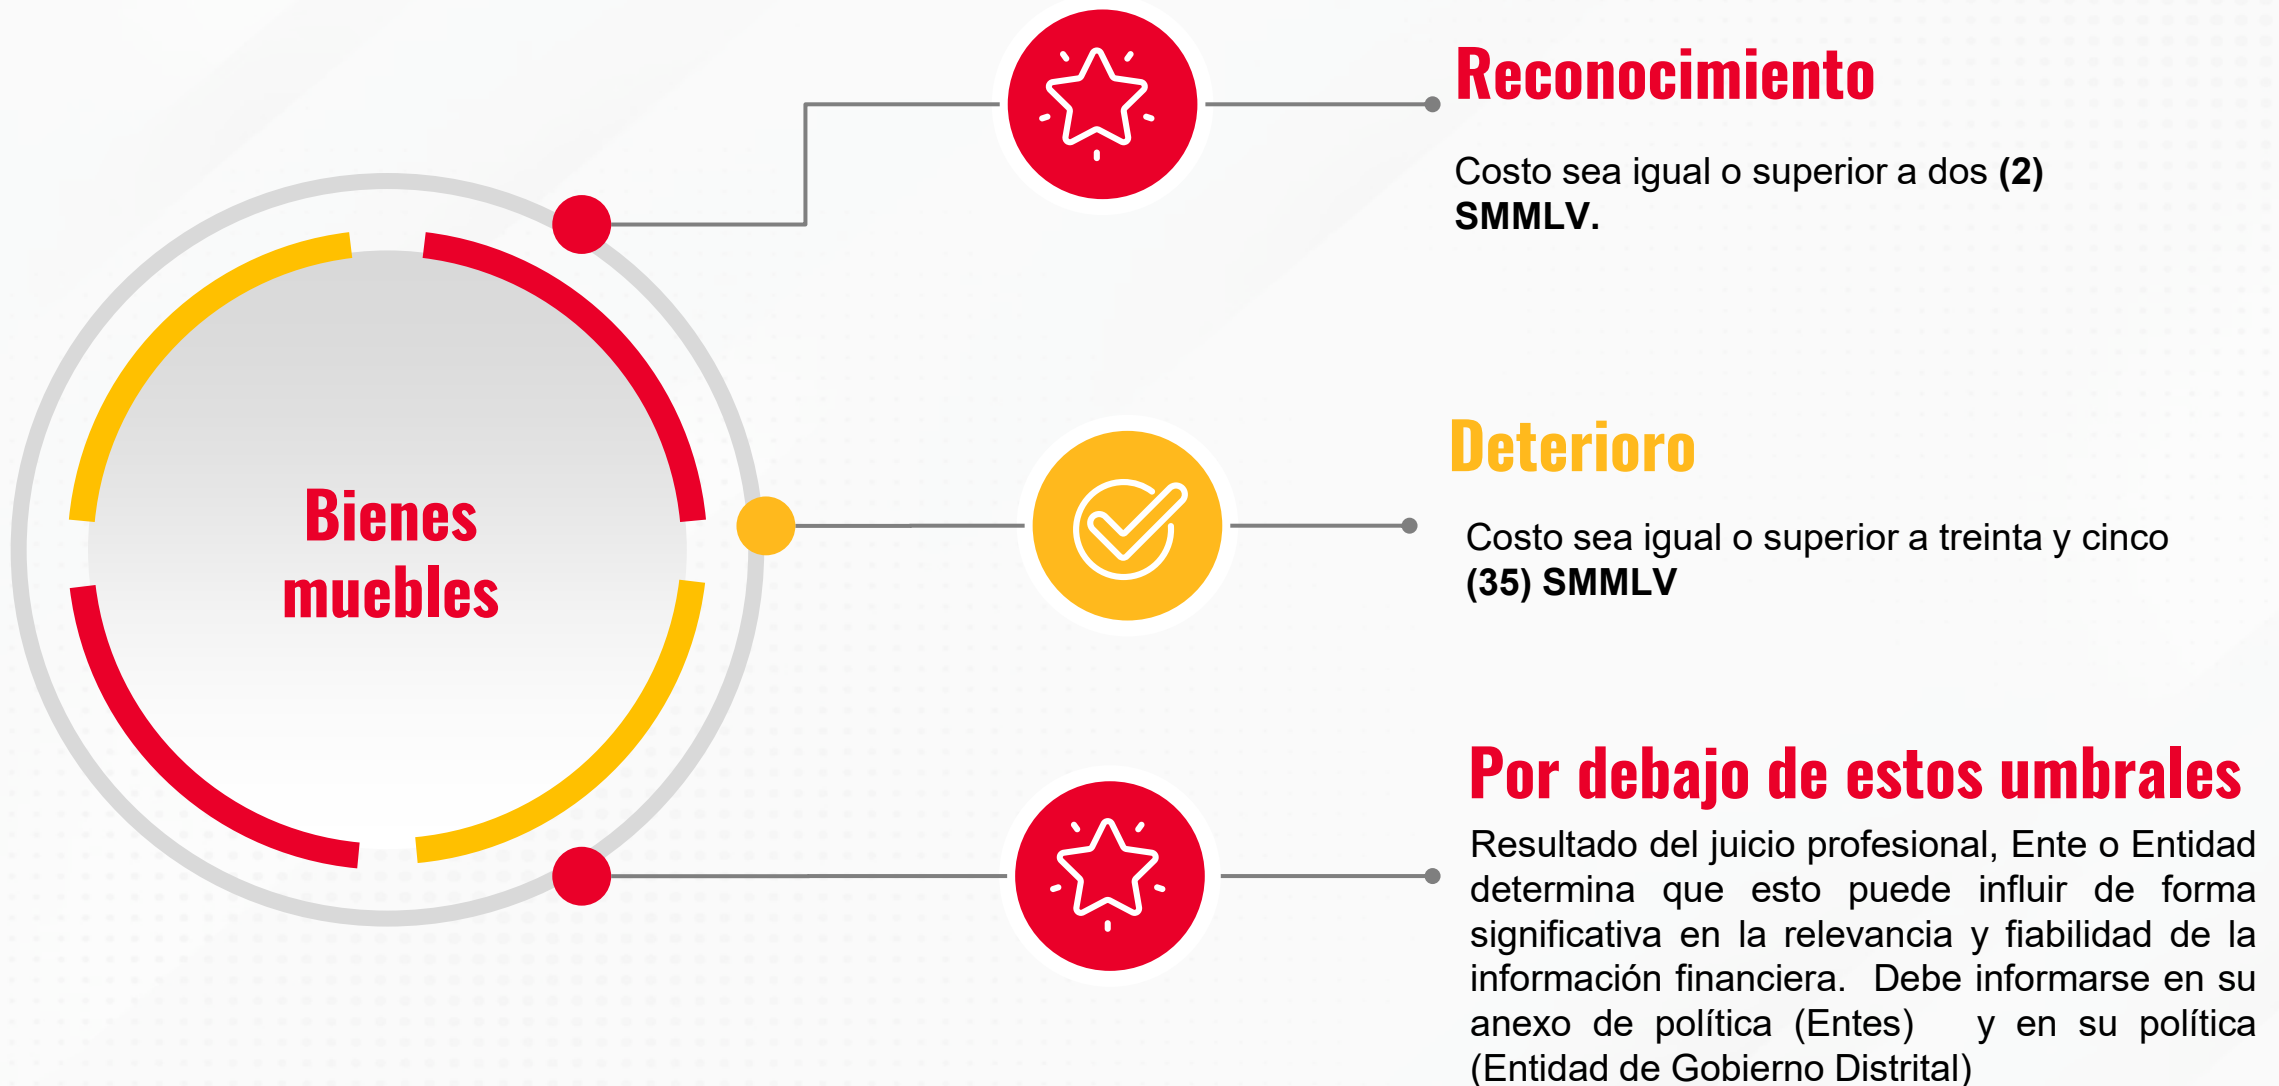 Bienes
muebles
Reconocimiento
Costo sea igual o superior a dos (2)
SMMLV.
Deterioro
Costo sea igual o superior a treinta y cinco
(35) SMMLV
Por debajo de estos umbrales
Resultado del juicio profesional, Ente o Entidad
determina que esto puede influir de forma
significativa en la relevancia y fiabilidad de la
información financiera. Debe informarse en su
anexo de política (Entes) y en su política
(Entidad de Gobierno Distrital)